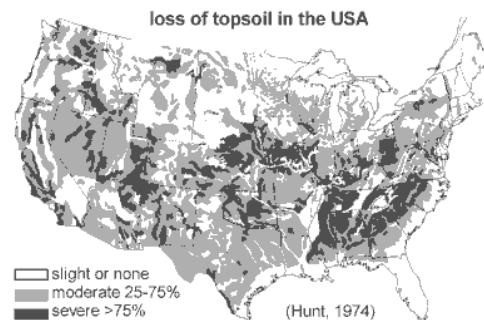 loss of topsoil in the USA
slight or none
moderate 25-75%
severe >75%
(Hunt, 1974)